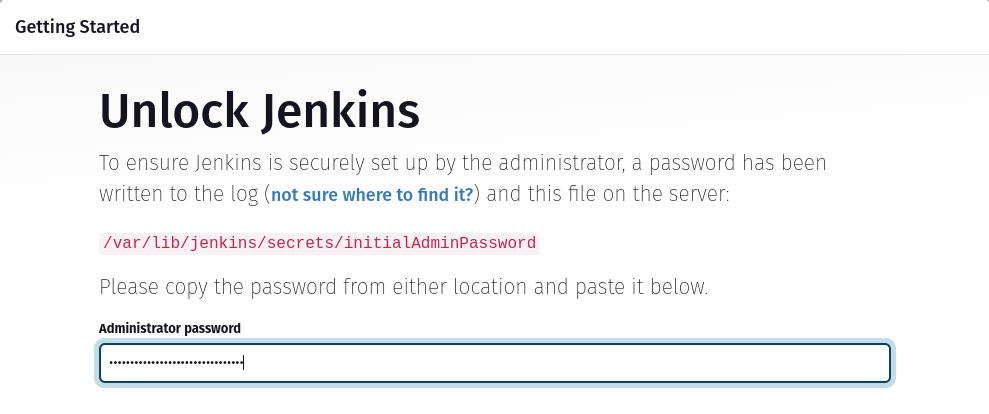 Getting Started
Unlock Jenkins
To ensure Jenkins is securely set up by the administrator, a password has been
written to the log (not sure where to find it?) and this file on the server:
/var/lib/jenkins/secrets/initialAdminPassword
Please copy the password from either location and paste it below.
Administrator password
••••••••••••••••••••••••••••••••